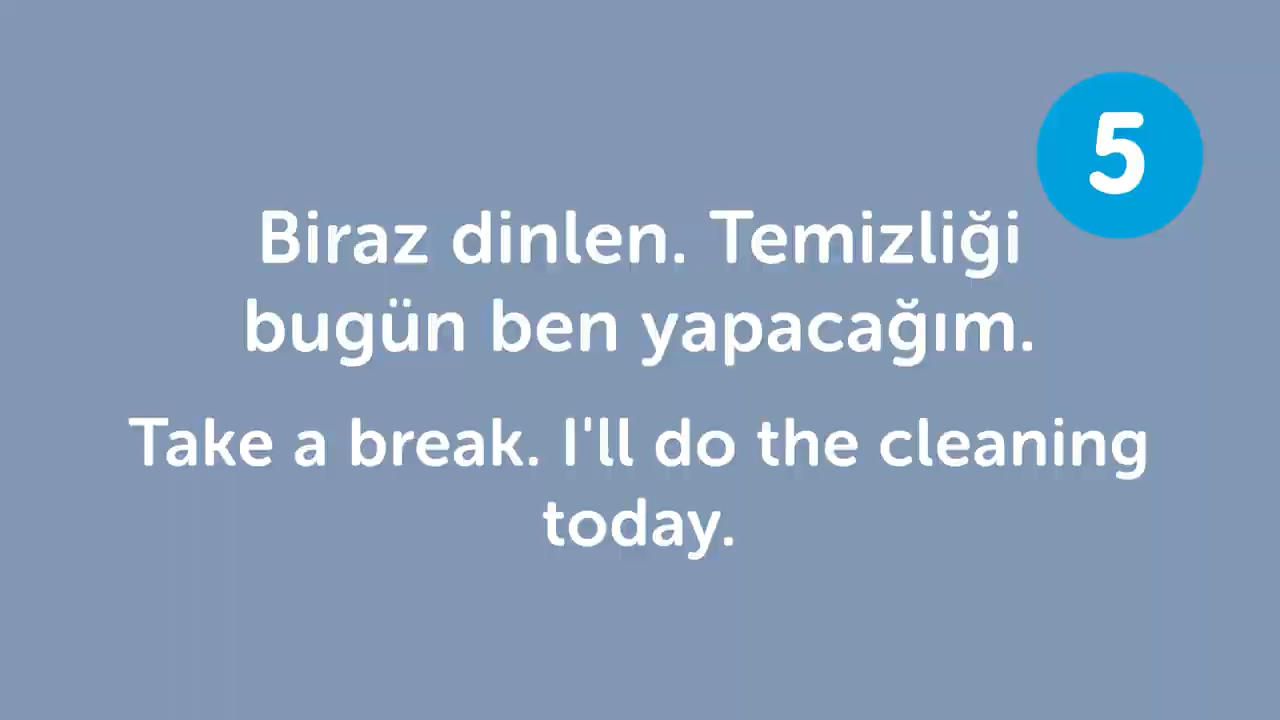 5
Biraz dinlen. Temizliği
bugün ben yapacağım.
Take a break. I'll do the cleaning
today.